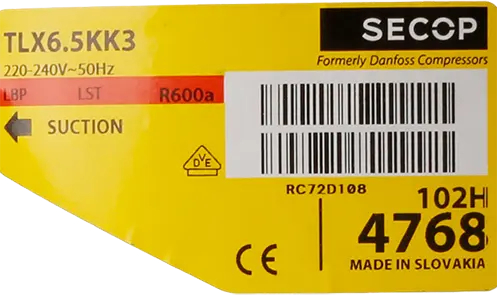 TLX6.5KK3
220-240V~50Hz
LBP LST R600a
SUCTION
SECOP
Formerly Danfoss Compressors
VDE
RC72D108
102H
4768
MADE IN SLOVAKIA
CE